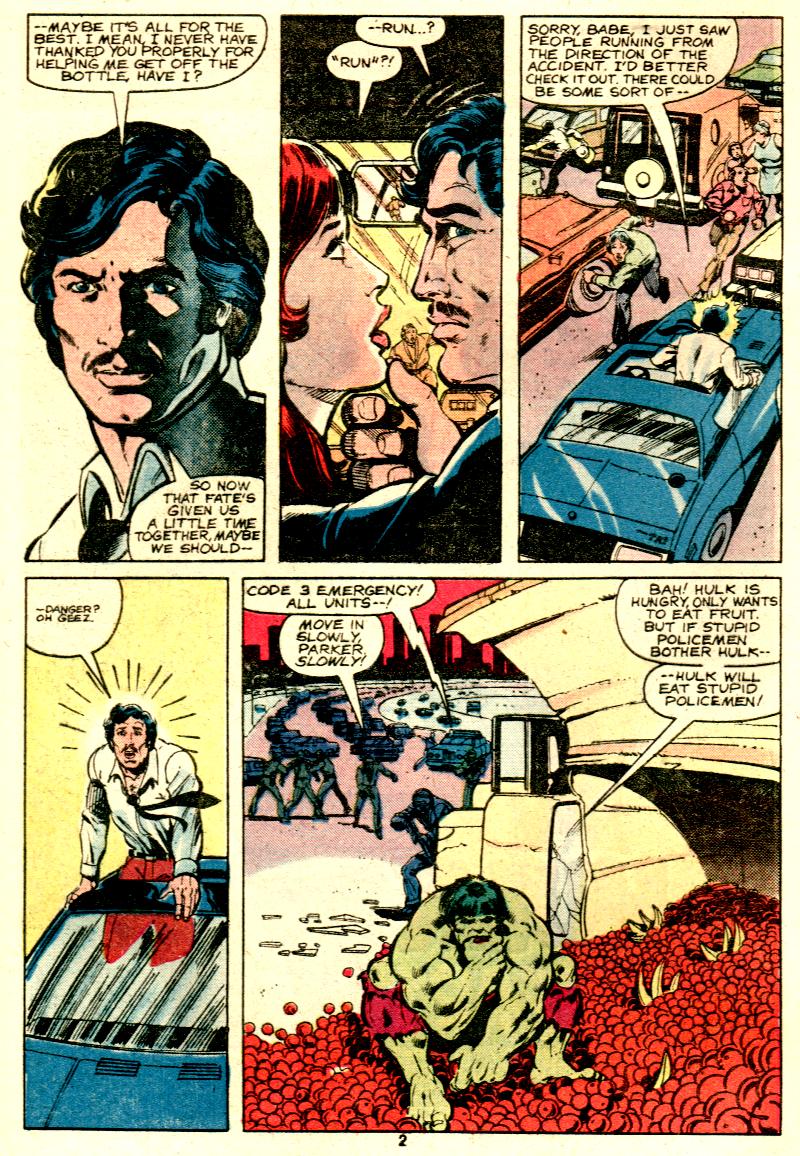 --MAYBE IT'S ALL FOR THE
BEST. I MEAN, I NEVER HAVE
THANKED YOU PROPERLY FOR
HELPING ME GET OFF THE
BOTTLE, HAVE I?
SO NOW
THAT FATE'S
GIVEN US
A LITTLE TIME
TOGETHER, MAYBE
WE SHOULD--
--RUN...?
"RUN"?!
SORRY, BABE, I JUST SAW
PEOPLE RUNNING FROM
THE DIRECTION OF THE
ACCIDENT. I'D BETTER
CHECK IT OUT. THERE COULD
BE SOME SORT OF--
--DANGER?
OH GEEZ.
CODE 3 EMERGENCY!
ALL UNITS--!
MOVE IN
SLOWLY,
PARKER,
SLOWLY!
BAH! HULK IS
HUNGRY, ONLY WANTS
TO EAT FRUIT.
BUT IF STUPID
POLICEMEN
BOTHER HULK--
--HULK WILL
EAT STUPID
POLICEMEN!
2